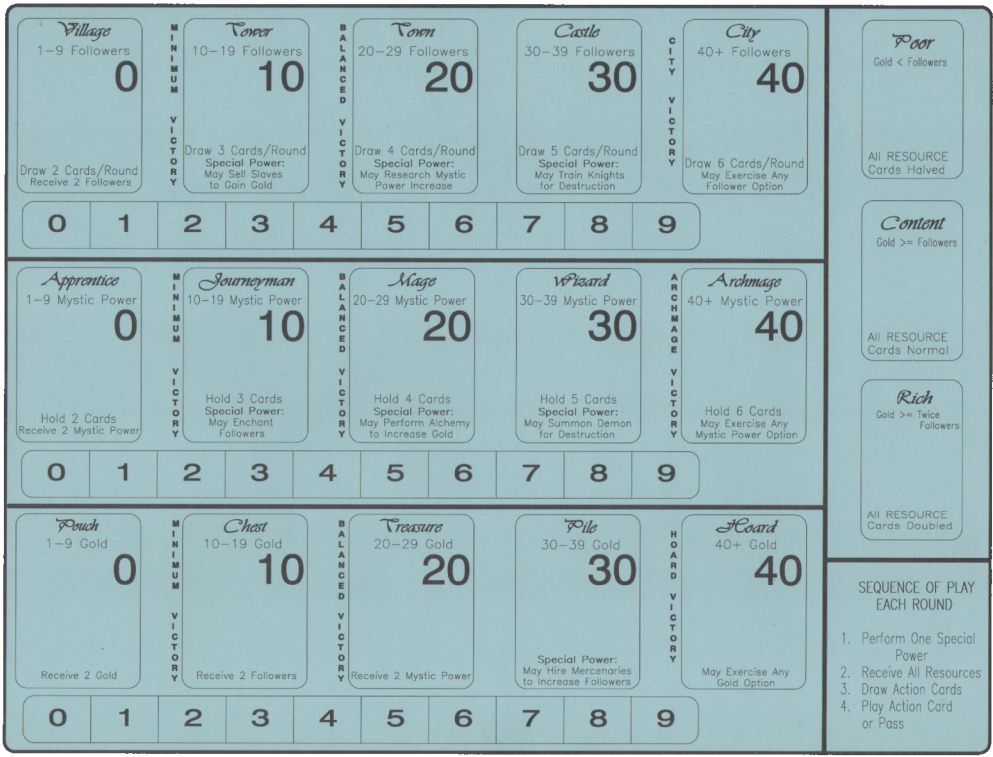 Village
1-9 Followers
0
Draw 2 Cards/Round
Receive 2 Followers
MINIMUM VICTORY
Tower
10-19 Followers
10
Draw 3 Cards/Round
Special Power:
May Sell Slaves
to Gain Gold
BALANCED VICTORY
Town
20-29 Followers
20
Draw 4 Cards/Round
Special Power:
May Research Mystic
Power Increase
Castle
30-39 Followers
30
Draw 5 Cards/Round
Special Power:
May Train Knights
for Destruction
CITY VICTORY
City
40+ Followers
40
Draw 6 Cards/Round
May Exercise Any
Follower Option
0 1 2 3 4 5 6 7 8 9
Apprentice
1-9 Mystic Power
0
Hold 2 Cards
Receive 2 Mystic Power
MINIMUM VICTORY
Journeyman
10-19 Mystic Power
10
Hold 3 Cards
Special Power:
May Enchant
Followers
BALANCED VICTORY
Mage
20-29 Mystic Power
20
Hold 4 Cards
Special Power:
May Perform Alchemy
to Increase Gold
Wizard
30-39 Mystic Power
30
Hold 5 Cards
Special Power:
May Summon Demon
for Destruction
ARCHMAGE VICTORY
Archmage
40+ Mystic Power
40
Hold 6 Cards
May Exercise Any
Mystic Power Option
0 1 2 3 4 5 6 7 8 9
Pouch
1-9 Gold
0
Receive 2 Gold
MINIMUM VICTORY
Chest
10-19 Gold
10
Receive 2 Followers
BALANCED VICTORY
Treasure
20-29 Gold
20
Receive 2 Mystic Power
Pile
30-39 Gold
30
Special Power:
May Hire Mercenaries
to Increase Followers
HOARD VICTORY
Hoard
40+ Gold
40
May Exercise Any
Gold Option
0 1 2 3 4 5 6 7 8 9
Poor
Gold < Followers
All RESOURCE
Cards Halved
Content
Gold >= Followers
All RESOURCE
Cards Normal
Rich
Gold >= Twice
Followers
All RESOURCE
Cards Doubled
SEQUENCE OF PLAY
EACH ROUND
1. Perform One Special
Power
2. Receive All Resources
3. Draw Action Cards
4. Play Action Card
or Pass